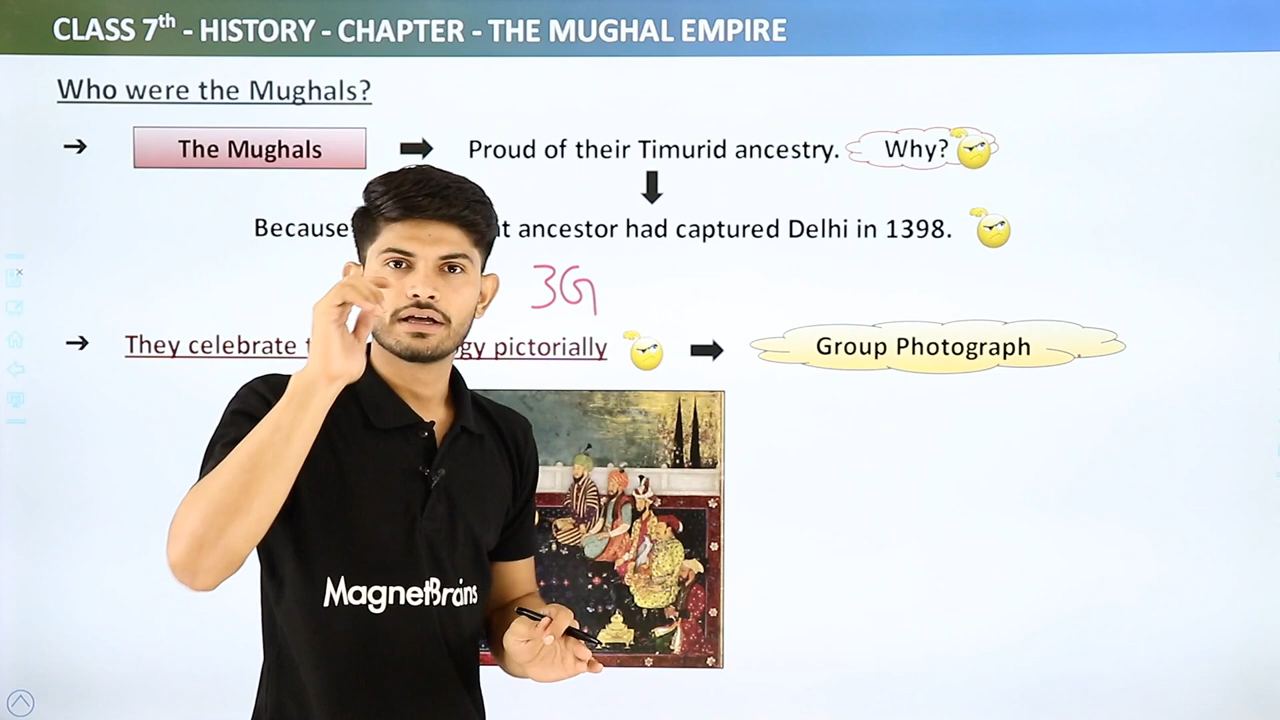 CLASS 7th - HISTORY - CHAPTER - THE MUGHAL EMPIRE
Who were the Mughals?
→ The Mughals → Proud of their Timurid ancestry. Why?
Because ancestor had captured Delhi in 1398.
3G
→ They celebrate pictorially → Group Photograph
MagnetBrains